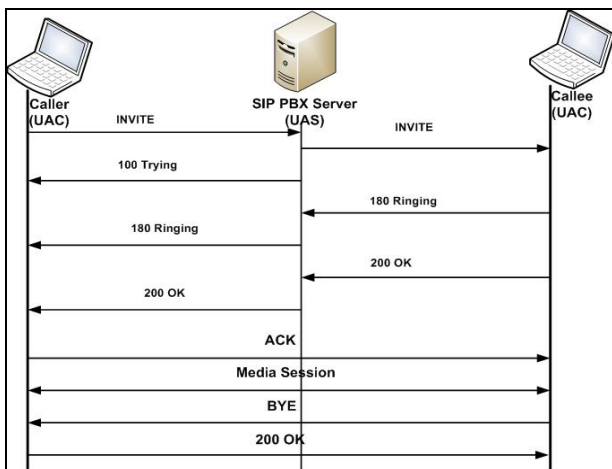 Caller
(UAC)
SIP PBX Server
(UAS)
Callee
(UAC)
INVITE
INVITE
100 Trying
180 Ringing
180 Ringing
200 OK
200 OK
ACK
Media Session
BYE
200 OK